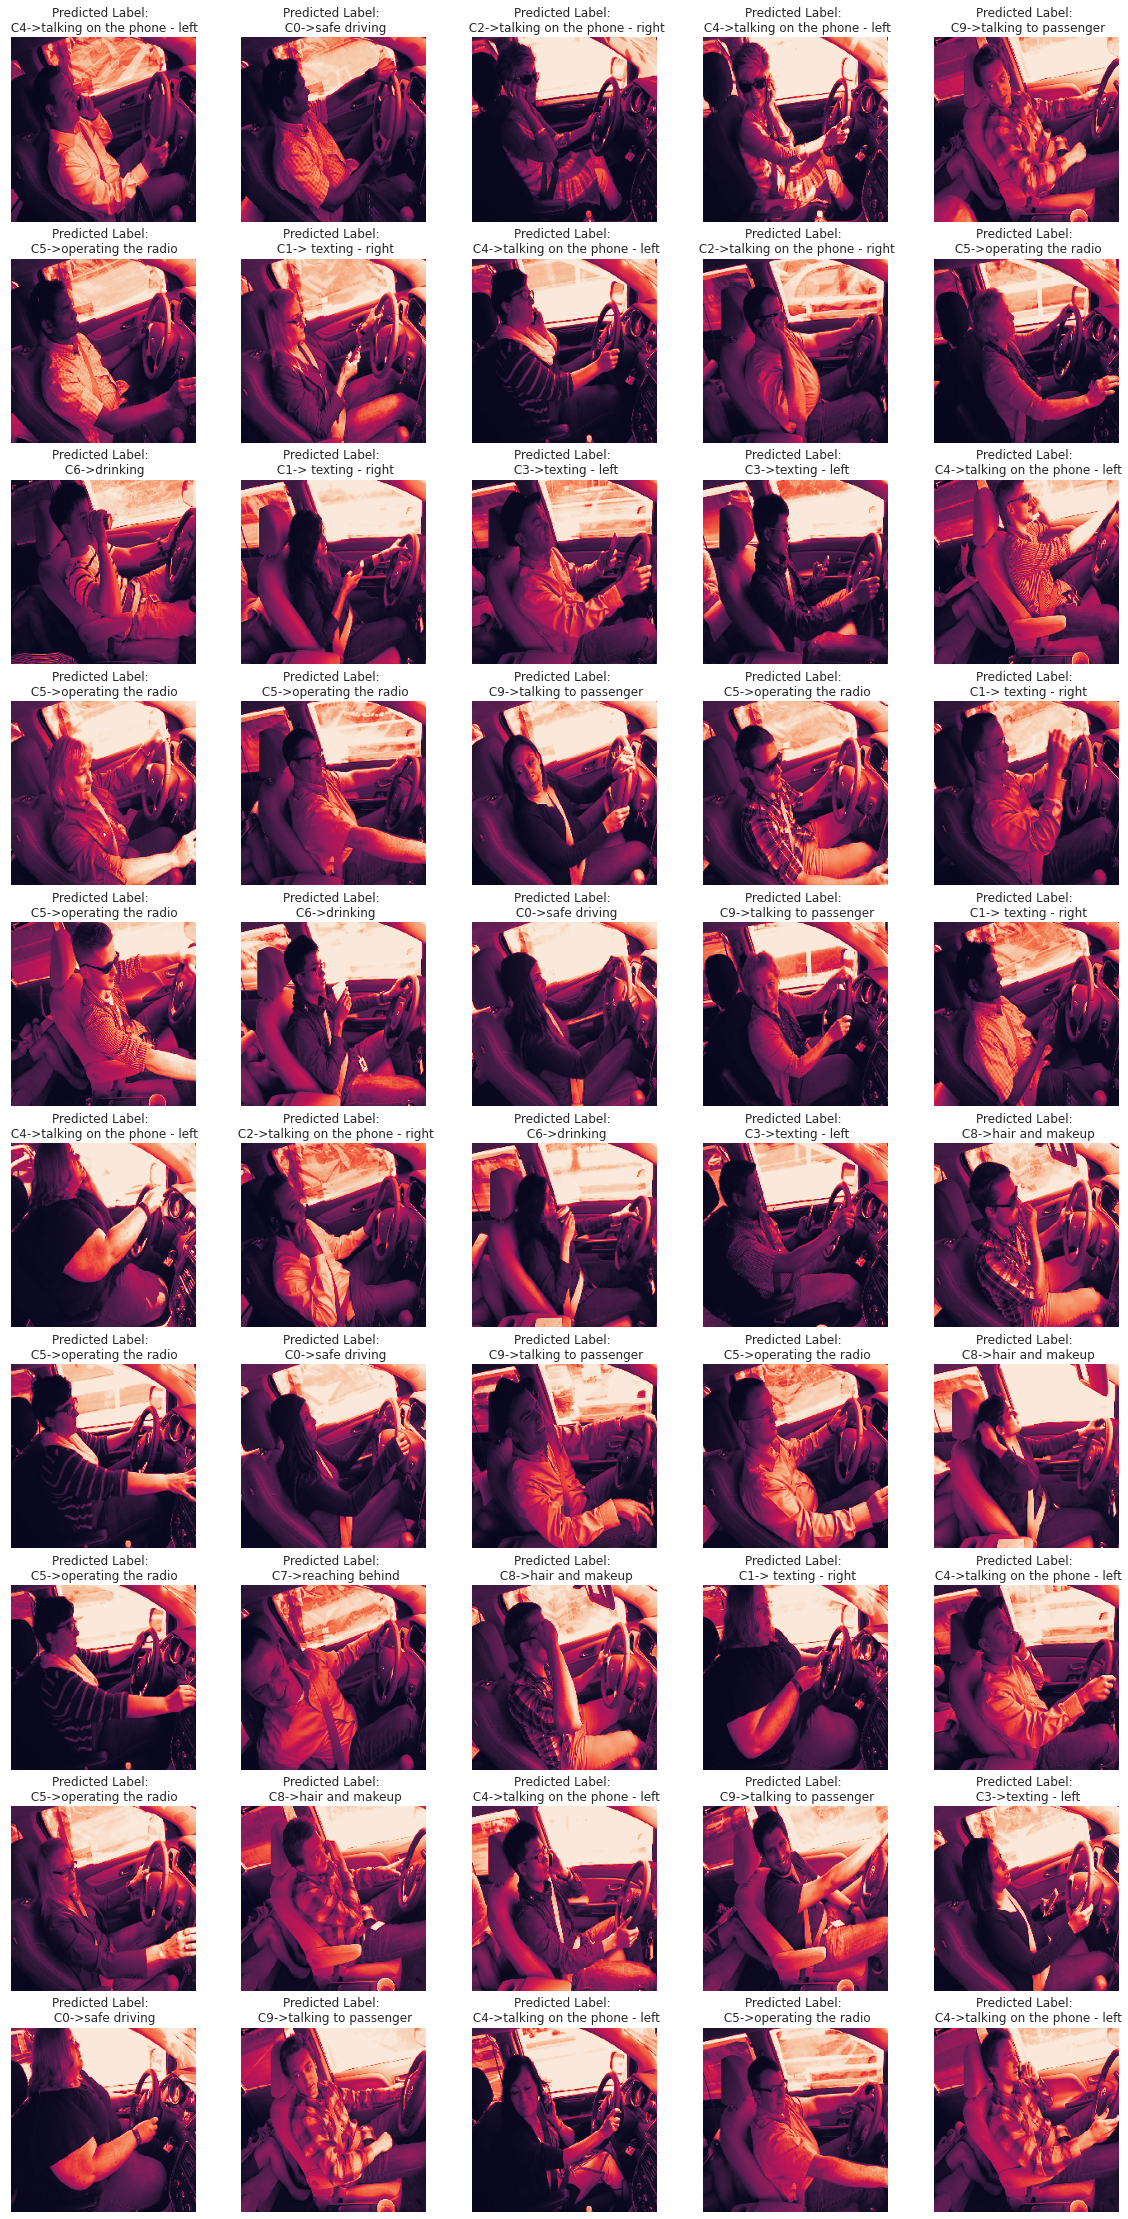 Predicted Label:
C4->talking on the phone - left
Predicted Label:
C0->safe driving
Predicted Label:
C2->talking on the phone - right
Predicted Label:
C4->talking on the phone - left
Predicted Label:
C9->talking to passenger
Predicted Label:
C5->operating the radio
Predicted Label:
C1-> texting - right
Predicted Label:
C4->talking on the phone - left
Predicted Label:
C2->talking on the phone - right
Predicted Label:
C5->operating the radio
Predicted Label:
C6->drinking
Predicted Label:
C1-> texting - right
Predicted Label:
C3->texting - left
Predicted Label:
C3->texting - left
Predicted Label:
C4->talking on the phone - left
Predicted Label:
C5->operating the radio
Predicted Label:
C5->operating the radio
Predicted Label:
C9->talking to passenger
Predicted Label:
C5->operating the radio
Predicted Label:
C1-> texting - right
Predicted Label:
C5->operating the radio
Predicted Label:
C6->drinking
Predicted Label:
C0->safe driving
Predicted Label:
C9->talking to passenger
Predicted Label:
C1-> texting - right
Predicted Label:
C4->talking on the phone - left
Predicted Label:
C2->talking on the phone - right
Predicted Label:
C6->drinking
Predicted Label:
C3->texting - left
Predicted Label:
C8->hair and makeup
Predicted Label:
C5->operating the radio
Predicted Label:
C0->safe driving
Predicted Label:
C9->talking to passenger
Predicted Label:
C5->operating the radio
Predicted Label:
C8->hair and makeup
Predicted Label:
C5->operating the radio
Predicted Label:
C7->reaching behind
Predicted Label:
C8->hair and makeup
Predicted Label:
C1-> texting - right
Predicted Label:
C4->talking on the phone - left
Predicted Label:
C5->operating the radio
Predicted Label:
C8->hair and makeup
Predicted Label:
C4->talking on the phone - left
Predicted Label:
C9->talking to passenger
Predicted Label:
C3->texting - left
Predicted Label:
C0->safe driving
Predicted Label:
C9->talking to passenger
Predicted Label:
C4->talking on the phone - left
Predicted Label:
C5->operating the radio
Predicted Label:
C4->talking on the phone - left